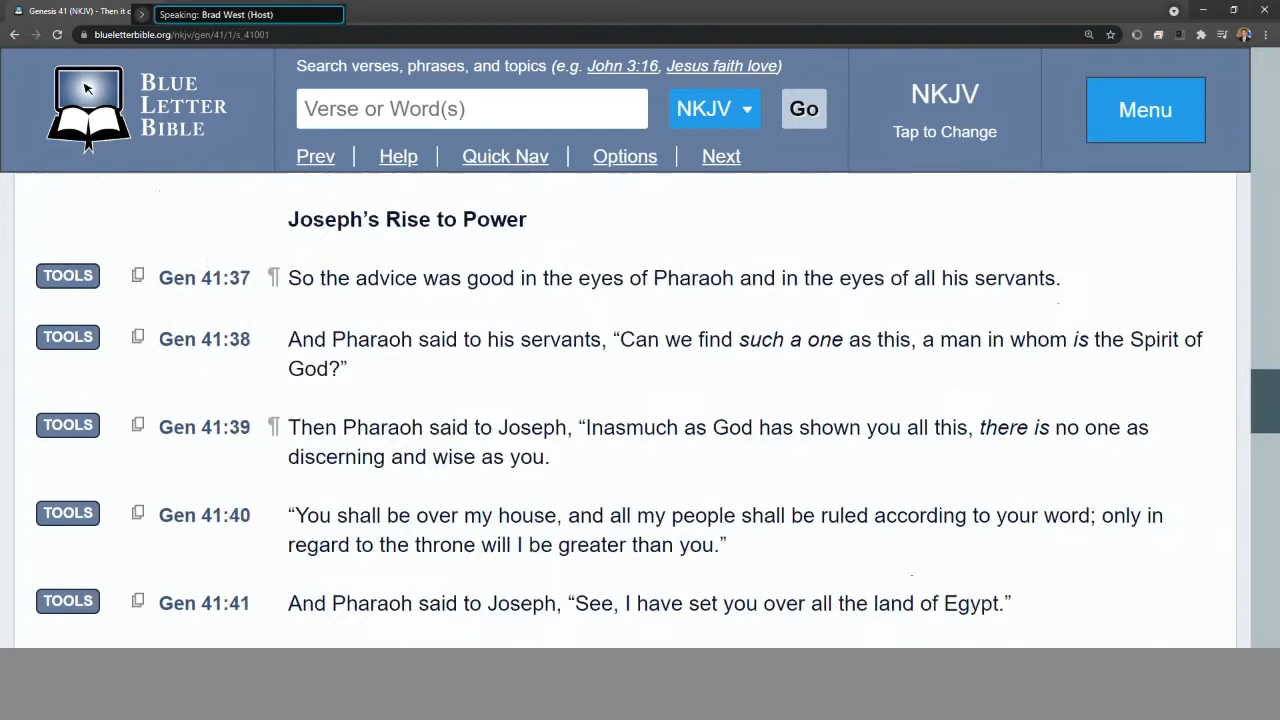 Genesis 41 (NKJV) - Then it c
Speaking: Brad West (Host)
blueletterbible.org/nkjv/gen/41/1/s_41001
BLUE
LETTER
BIBLE
Search verses, phrases, and topics (e.g. John 3:16, Jesus faith love)
Verse or Word(s)
NKJV
Go
Prev | Help | Quick Nav | Options | Next
NKJV
Tap to Change
Menu
Joseph’s Rise to Power
TOOLS Gen 41:37 ¶ So the advice was good in the eyes of Pharaoh and in the eyes of all his servants.
TOOLS Gen 41:38 And Pharaoh said to his servants, “Can we find such a one as this, a man in whom is the Spirit of
God?”
TOOLS Gen 41:39 ¶ Then Pharaoh said to Joseph, “Inasmuch as God has shown you all this, there is no one as
discerning and wise as you.
TOOLS Gen 41:40 “You shall be over my house, and all my people shall be ruled according to your word; only in
regard to the throne will I be greater than you.”
TOOLS Gen 41:41 And Pharaoh said to Joseph, “See, I have set you over all the land of Egypt.”